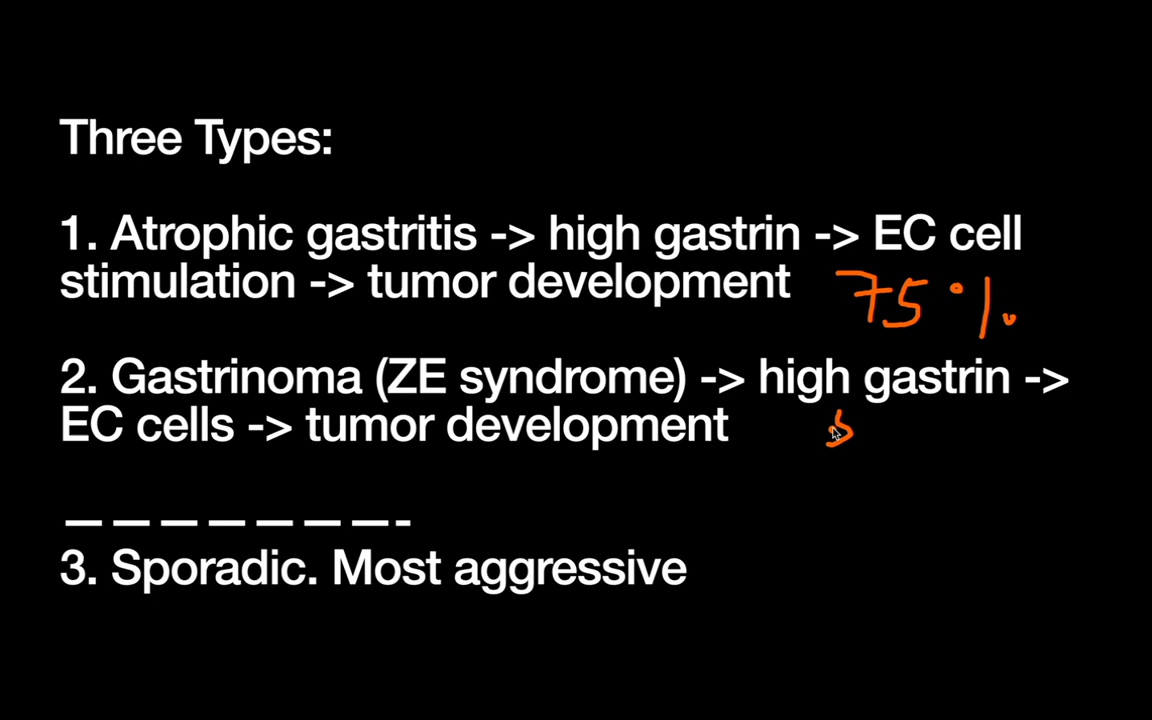 Three Types:
1. Atrophic gastritis -> high gastrin -> EC cell
stimulation -> tumor development
75%
2. Gastrinoma (ZE syndrome) -> high gastrin ->
EC cells -> tumor development
———————-
3. Sporadic. Most aggressive